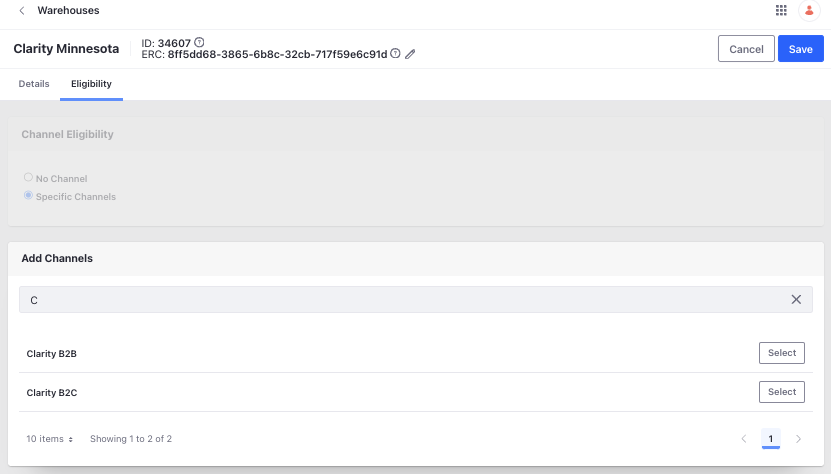 Warehouses
Clarity Minnesota
ID: 34607
ERC: 8ff5dd68-3865-6b8c-32cb-717f59e6c91d
Cancel
Save
Details
Eligibility
Channel Eligibility
No Channel
Specific Channels
Add Channels
C
Clarity B2B
Select
Clarity B2C
Select
10 items
Showing 1 to 2 of 2
1